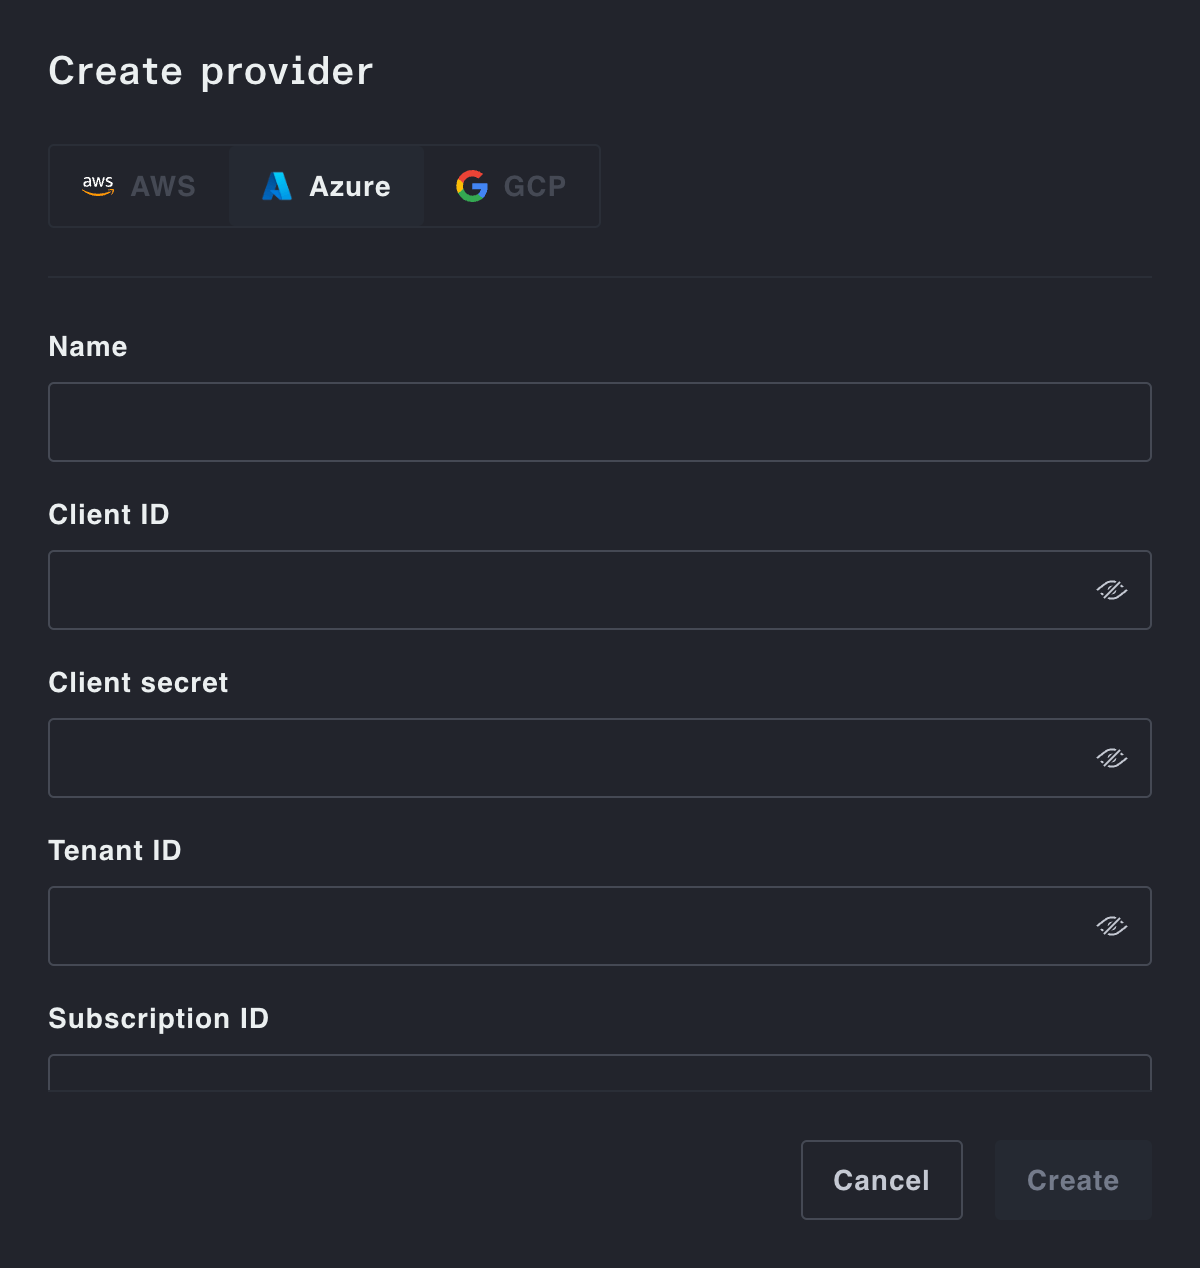 Create provider
aws AWS Azure GCP
Name
Client ID
Client secret
Tenant ID
Subscription ID
Cancel Create